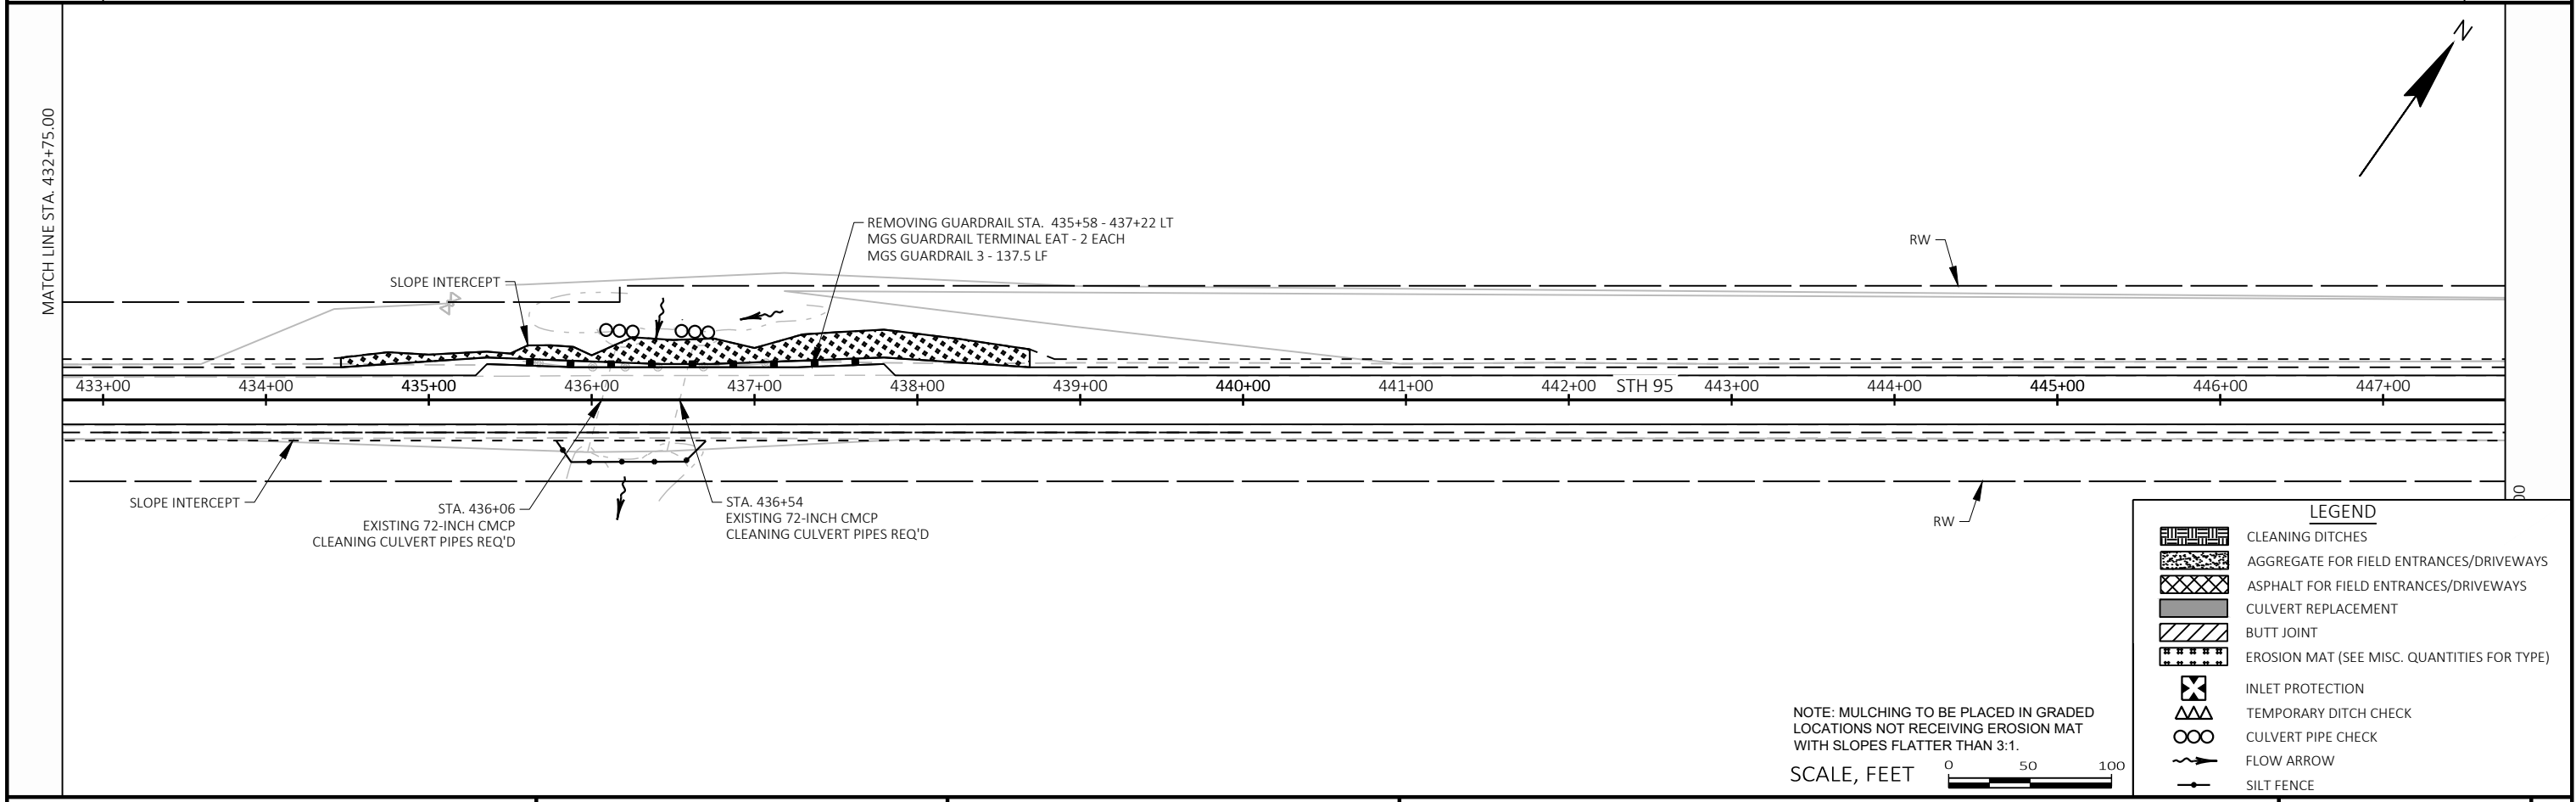 N
MATCH LINE STA. 432+75.00
REMOVING GUARDRAIL STA. 435+58 - 437+22 LT
MGS GUARDRAIL TERMINAL EAT - 2 EACH
MGS GUARDRAIL 3 - 137.5 LF
RW
SLOPE INTERCEPT
433+00 434+00 435+00 436+00 437+00 438+00 439+00 440+00 441+00 442+00 STH 95 443+00 444+00 445+00 446+00 447+00
SLOPE INTERCEPT
STA. 436+06
EXISTING 72-INCH CMCP
CLEANING CULVERT PIPES REQ'D
STA. 436+54
EXISTING 72-INCH CMCP
CLEANING CULVERT PIPES REQ'D
RW
LEGEND
CLEANING DITCHES
AGGREGATE FOR FIELD ENTRANCES/DRIVEWAYS
ASPHALT FOR FIELD ENTRANCES/DRIVEWAYS
CULVERT REPLACEMENT
BUTT JOINT
EROSION MAT (SEE MISC. QUANTITIES FOR TYPE)
INLET PROTECTION
TEMPORARY DITCH CHECK
CULVERT PIPE CHECK
FLOW ARROW
SILT FENCE
NOTE: MULCHING TO BE PLACED IN GRADED
LOCATIONS NOT RECEIVING EROSION MAT
WITH SLOPES FLATTER THAN 3:1.
SCALE, FEET 0 50 100